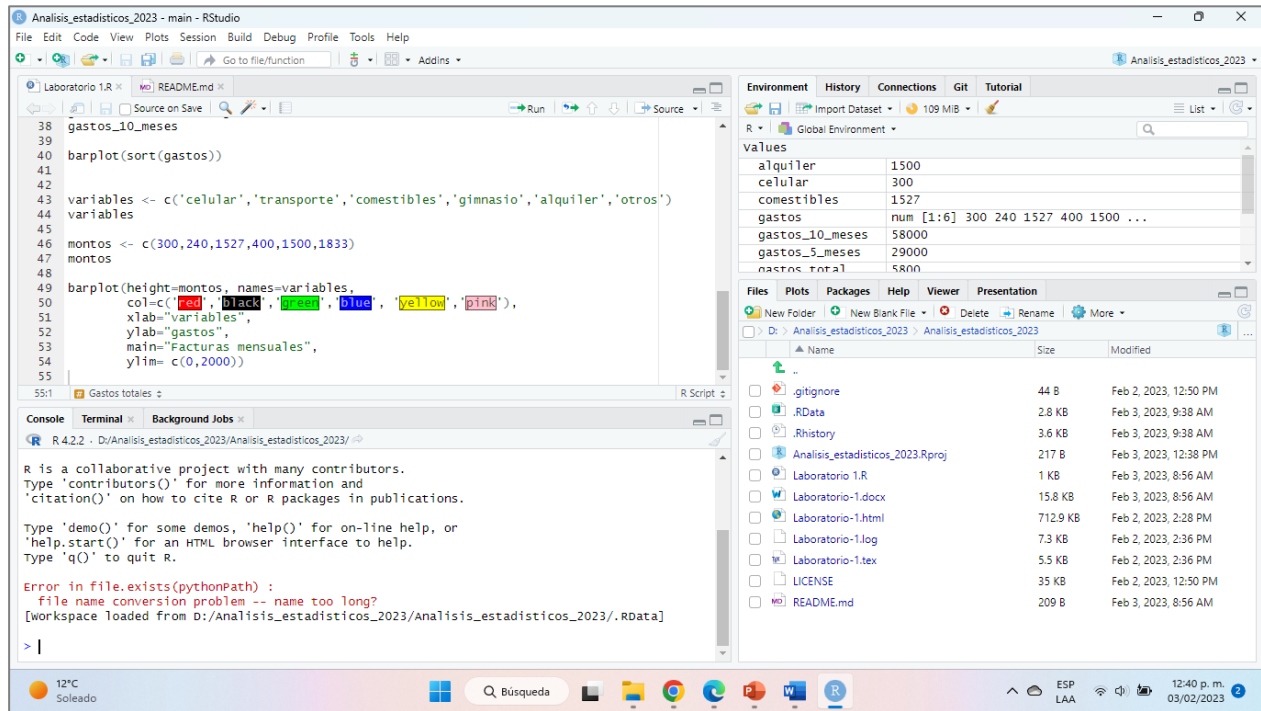 Analisis_estadisticos_2023 - main - RStudio
File Edit Code View Plots Session Build Debug Profile Tools Help
Go to file/function Addins Analisis_estadisticos_2023
Laboratorio 1.R README.md
Source on Save Run Source
38 gastos_10_meses
39
40 barplot(sort(gastos))
41
42
43 variables <- c('celular','transporte','comestibles','gimnasio','alquiler','otros')
44 variables
45
46 montos <- c(300,240,1527,400,1500,1833)
47 montos
48
49 barplot(height=montos, names=variables,
50 col=c('red','black','green','blue', 'yellow','pink'),
51 xlab="variables",
52 ylab="gastos",
53 main="Facturas mensuales",
54 ylim= c(0,2000))
55
55:1 Gastos totales R Script
Console Terminal Background Jobs
R 4.2.2 · D:/Analisis_estadisticos_2023/Analisis_estadisticos_2023/
R is a collaborative project with many contributors.
Type 'contributors()' for more information and
'citation()' on how to cite R or R packages in publications.
Type 'demo()' for some demos, 'help()' for on-line help, or
'help.start()' for an HTML browser interface to help.
Type 'q()' to quit R.
Error in file.exists(pythonPath) :
file name conversion problem -- name too long?
[Workspace loaded from D:/Analisis_estadisticos_2023/Analisis_estadisticos_2023/.RData]
>
Environment History Connections Git Tutorial
Import Dataset 109 MiB List
R Global Environment
Values
alquiler 1500
celular 300
comestibles 1527
gastos num [1:6] 300 240 1527 400 1500 ...
gastos_10_meses 58000
gastos_5_meses 29000
gastos_total 5800
Files Plots Packages Help Viewer Presentation
New Folder New Blank File Delete Rename More
D: Analisis_estadisticos_2023 Analisis_estadisticos_2023
Name Size Modified
..
.gitignore 44 B Feb 2, 2023, 12:50 PM
.RData 2.8 KB Feb 3, 2023, 9:38 AM
.Rhistory 3.6 KB Feb 3, 2023, 9:38 AM
Analisis_estadisticos_2023.Rproj 217 B Feb 3, 2023, 12:38 PM
Laboratorio 1.R 1 KB Feb 3, 2023, 8:56 AM
Laboratorio-1.docx 15.8 KB Feb 3, 2023, 8:56 AM
Laboratorio-1.html 712.9 KB Feb 2, 2023, 2:28 PM
Laboratorio-1.log 7.3 KB Feb 2, 2023, 2:36 PM
Laboratorio-1.tex 5.5 KB Feb 2, 2023, 2:36 PM
LICENSE 35 KB Feb 2, 2023, 12:50 PM
README.md 209 B Feb 3, 2023, 8:56 AM
12°C
Soleado
Búsqueda
ESP
LAA
12:40 p. m.
03/02/2023
2